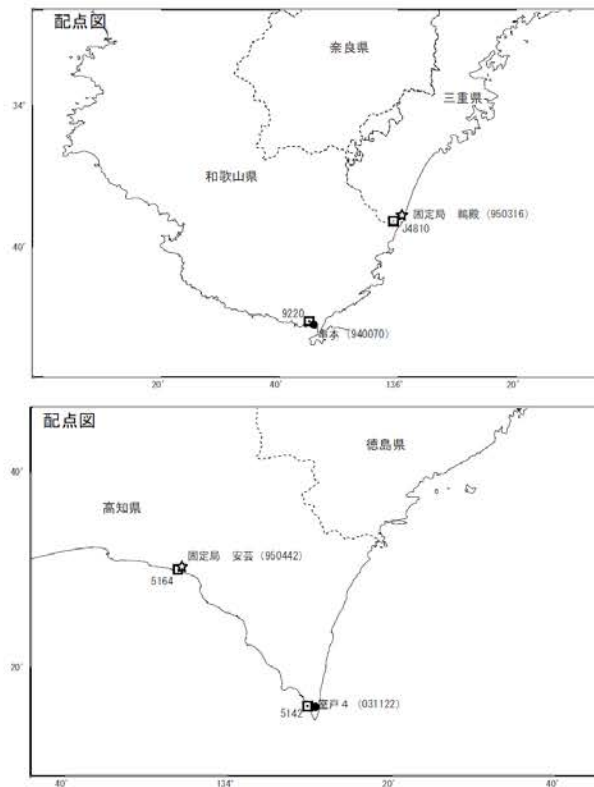 配点図
奈良県
34°
三重県
和歌山県
固定局 鵜殿（950316）
J4810
40′
9220
串本（940070）
20′
40′
136°
20′
配点図
徳島県
40′
高知県
固定局 安芸（950442）
5164
20′
5142
室戸４（031122）
40′
134°
20′
40′